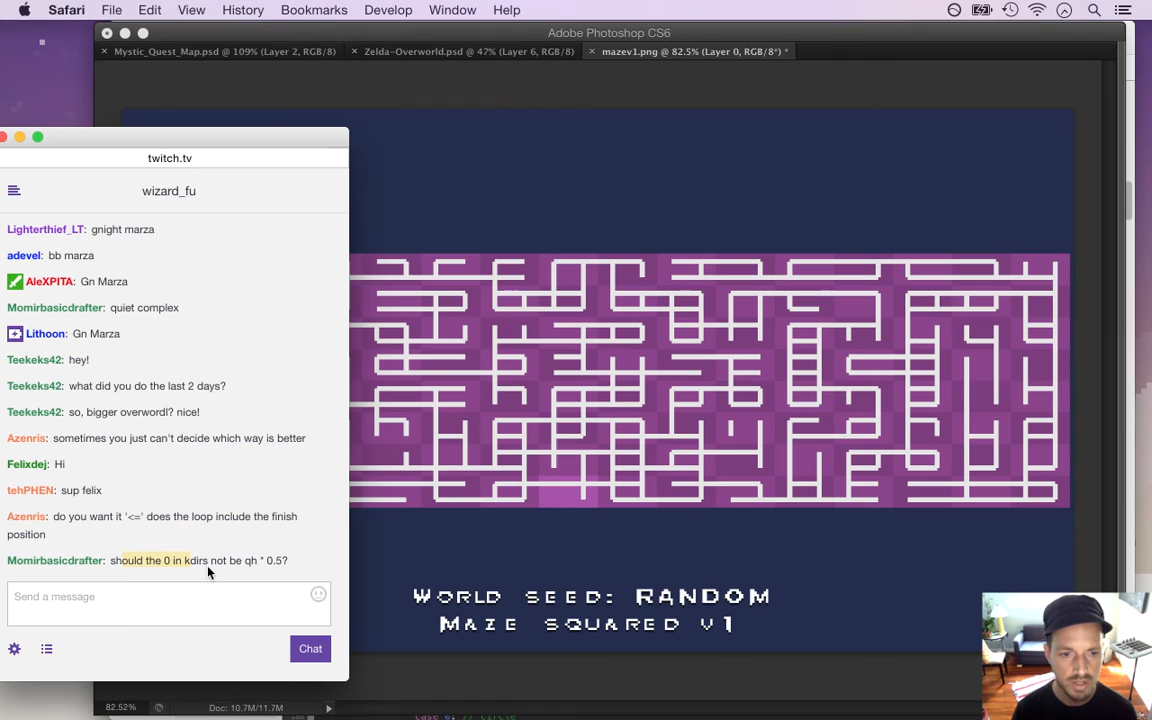 Safari File Edit View History Bookmarks Develop Window Help
Adobe Photoshop CS6
Mystic_Quest_Map.psd @ 109% (Layer 2, RGB/8) Zelda-Overworld.psd @ 47% (Layer 6, RGB/8) mazev1.png @ 82.5% (Layer 0, RGB/8*) *
twitch.tv
wizard_fu
Lighterthief_LT: gnight marza
adevel: bb marza
AleXPITA: Gn Marza
Momirbasicdrafter: quiet complex
Lithoon: Gn Marza
Teekeks42: hey!
Teekeks42: what did you do the last 2 days?
Teekeks42: so, bigger overwordl? nice!
Azenris: sometimes you just can't decide which way is better
Felixdej: Hi
tehPHEN: sup felix
Azenris: do you want it '<=' does the loop include the finish
position
Momirbasicdrafter: should the 0 in kdirs not be qh * 0.5?
Send a message
Chat
World seed: RANDOM
Maze squared v1
82.52% Doc: 10.7M/11.7M
case 0: // Circle